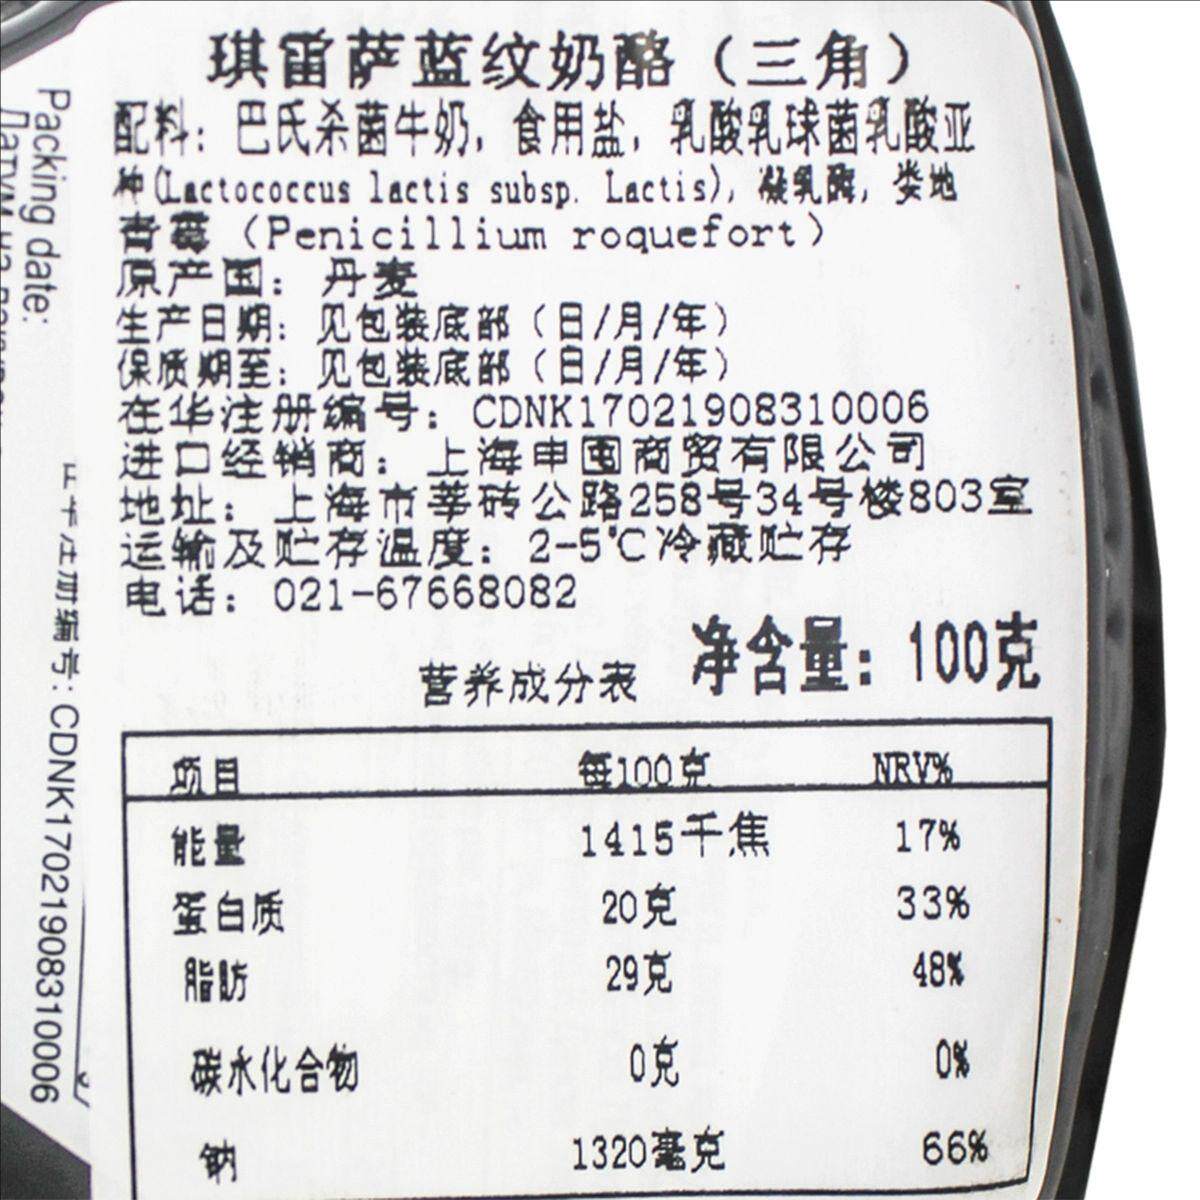 琪雷萨蓝纹奶酪（三角）
配料：巴氏杀菌牛奶，食用盐，乳酸乳球菌乳酸亚
种(Lactococcus lactis subsp. Lactis)，凝乳酶，娄地
青霉（Penicillium roquefort）
原产国：丹麦
生产日期：见包装底部（日/月/年）
保质期至：见包装底部（日/月/年）
在华注册编号：CDNK17021908310006
进口经销商：上海申国商贸有限公司
地址：上海市莘砖公路258号34号楼803室
运输及贮存温度：2-5℃冷藏贮存
电话：021-67668082
净含量：100克
营养成分表
项目 每100克 NRV%
能量 1415千焦 17%
蛋白质 20克 33%
脂肪 29克 48%
碳水化合物 0克 0%
钠 1320毫克 66%
Packing date:
注册编号：CDNK17021908310006